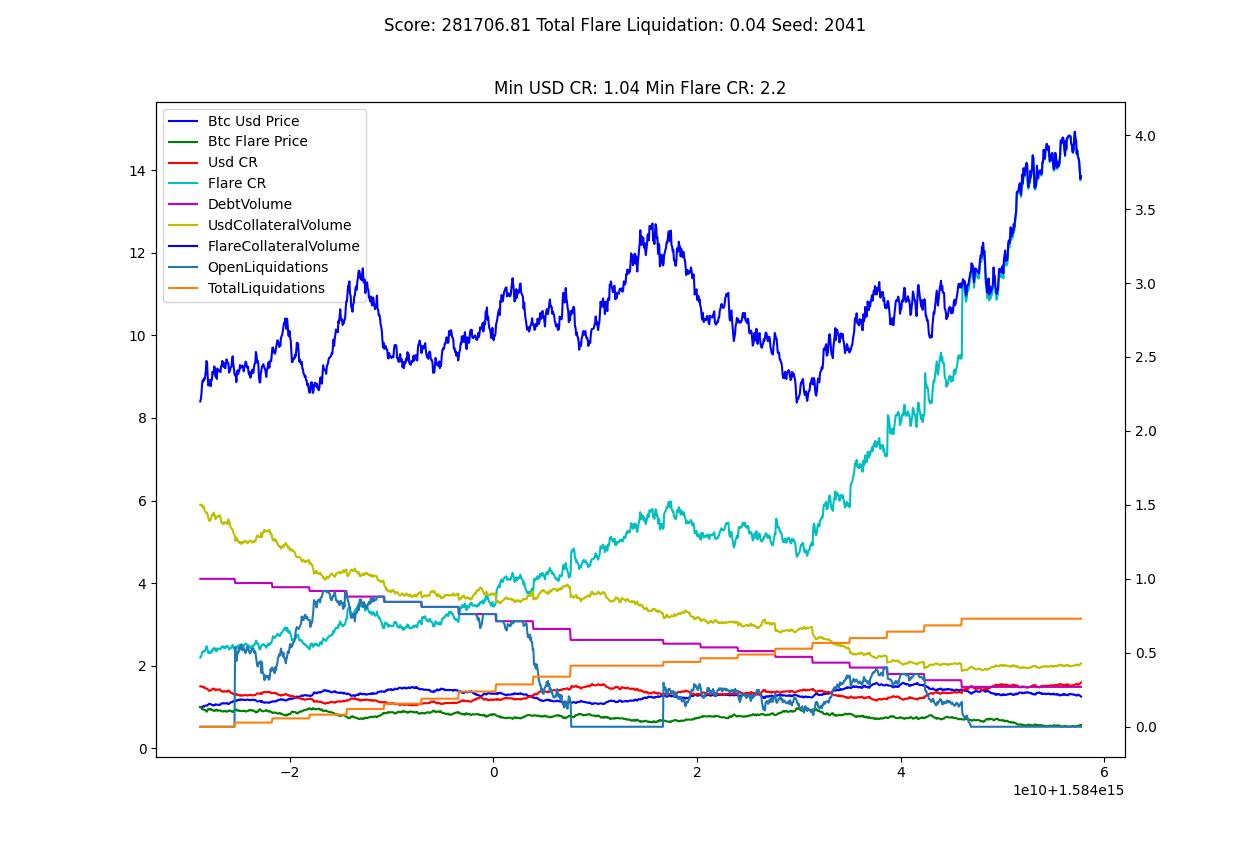 Score: 281706.81 Total Flare Liquidation: 0.04 Seed: 2041
Min USD CR: 1.04 Min Flare CR: 2.2
Btc Usd Price
Btc Flare Price
Usd CR
Flare CR
DebtVolume
UsdCollateralVolume
FlareCollateralVolume
OpenLiquidations
TotalLiquidations
14
12
10
8
6
4
2
0
4.0
3.5
3.0
2.5
2.0
1.5
1.0
0.5
0.0
−2 0 2 4 6
1e10+1.584e15